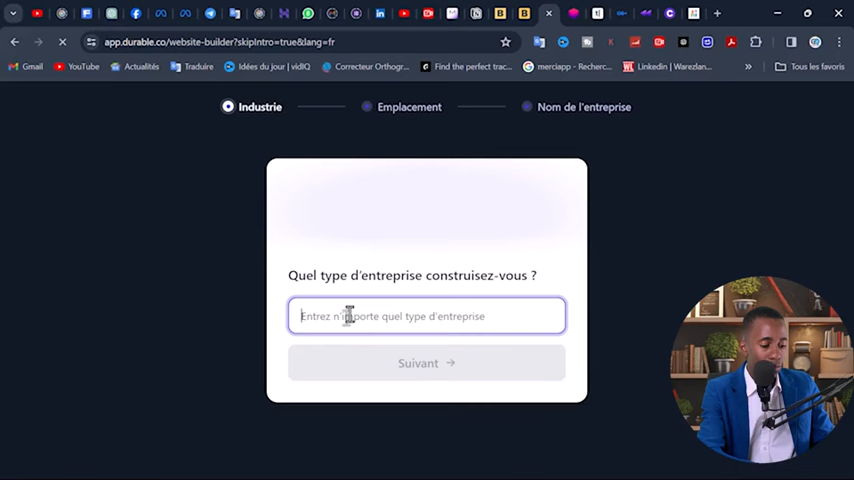 app.durable.co/website-builder?skipIntro=true&lang=fr
Gmail
YouTube
Actualités
Traduire
Idées du jour | vidIQ
Correcteur Orthogr...
Find the perfect trac...
merciapp - Recherc...
Linkedin | Warezlan...
»
Tous les favoris
Industrie
Emplacement
Nom de l'entreprise
Quel type d'entreprise construisez-vous ?
Entrez n'importe quel type d'entreprise
Suivant →